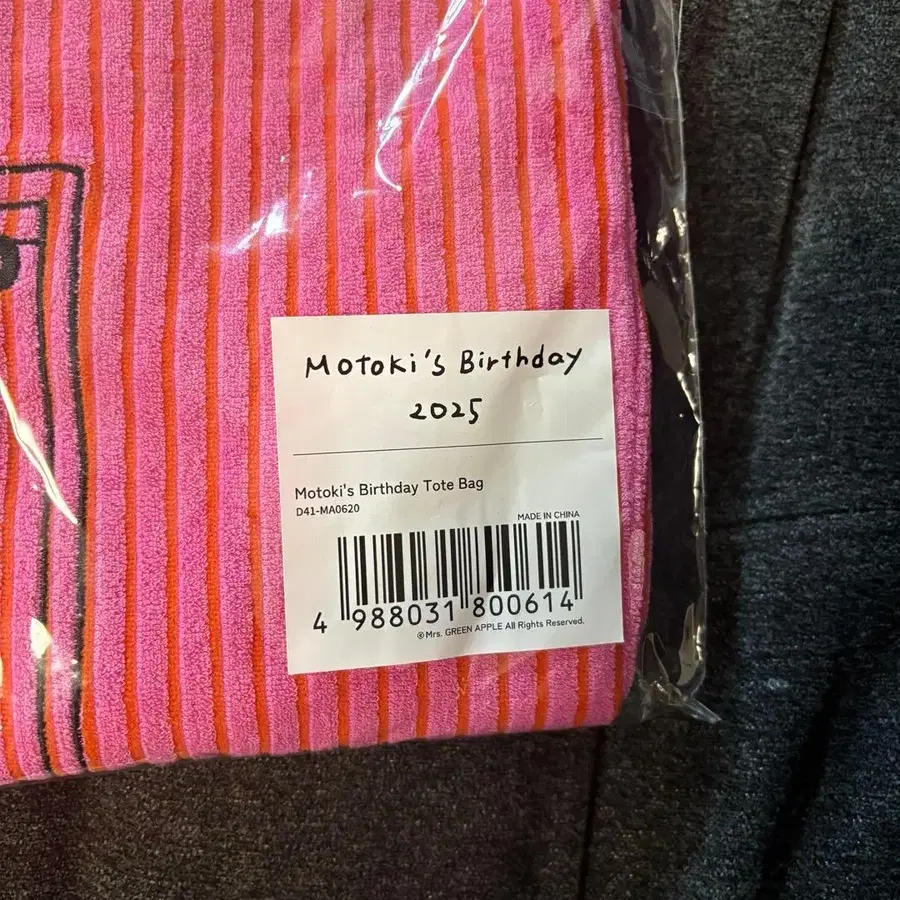 Motoki's Birthday
2025
Motoki's Birthday Tote Bag
D41-MA0620
MADE IN CHINA
4 988031 800614
©Mrs. GREEN APPLE All Rights Reserved.